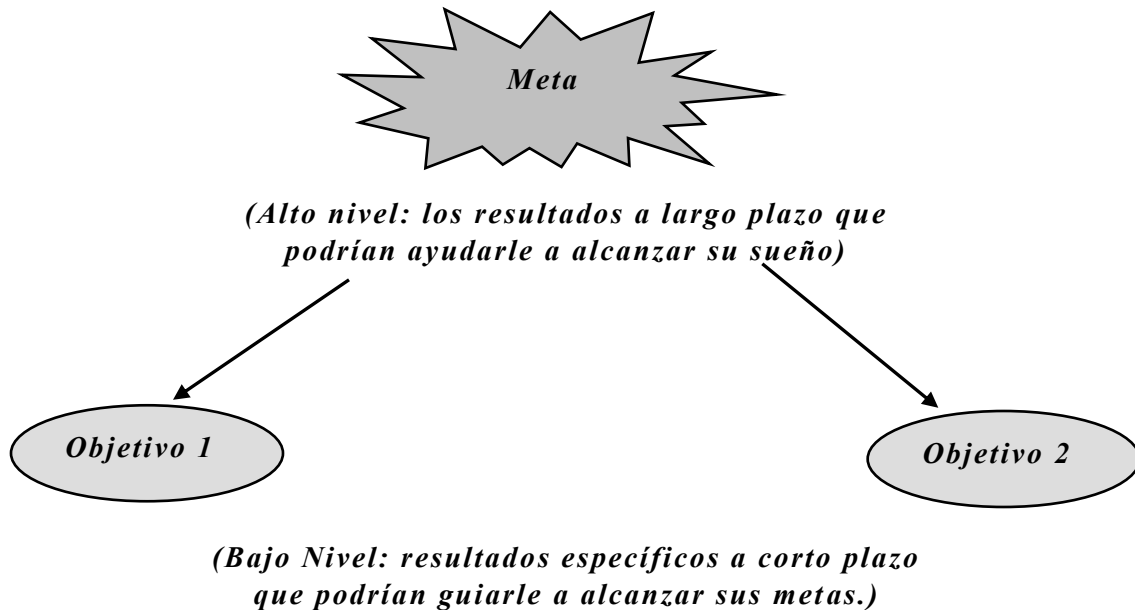 Meta
(Alto nivel: los resultados a largo plazo que
podrían ayudarle a alcanzar su sueño)
Objetivo 1
Objetivo 2
(Bajo Nivel: resultados específicos a corto plazo
que podrían guiarle a alcanzar sus metas.)